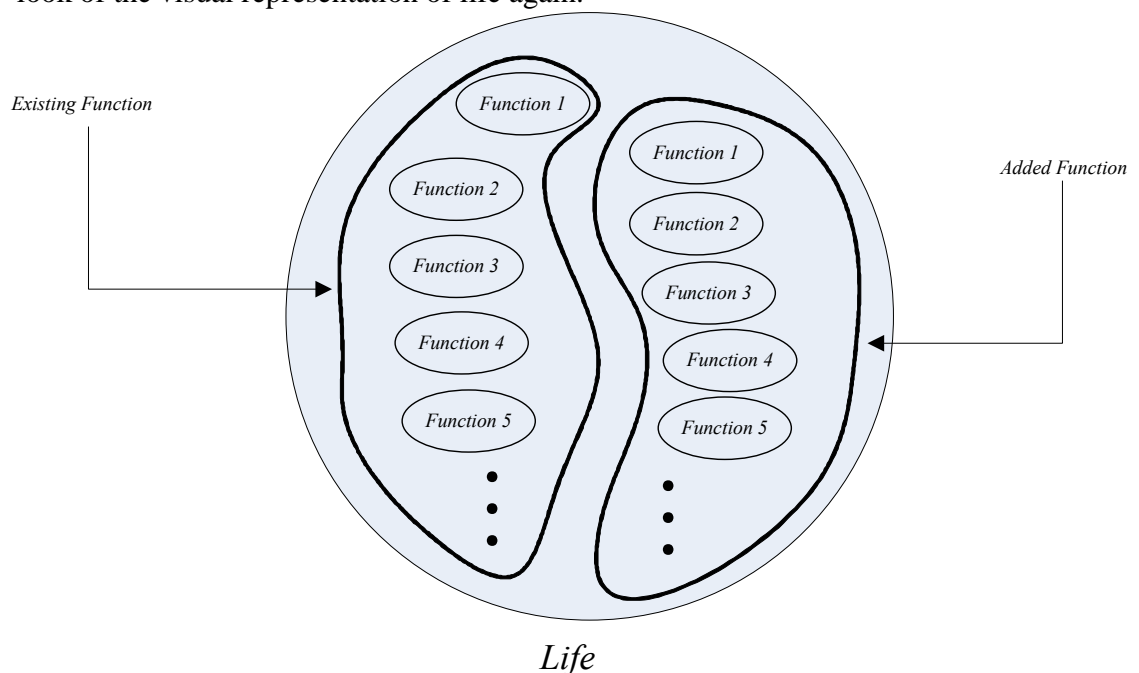 look of the visual representation of life again.
Existing Function
Function 1
Function 2
Function 3
Function 4
Function 5
Function 1
Function 2
Function 3
Function 4
Function 5
Added Function
Life